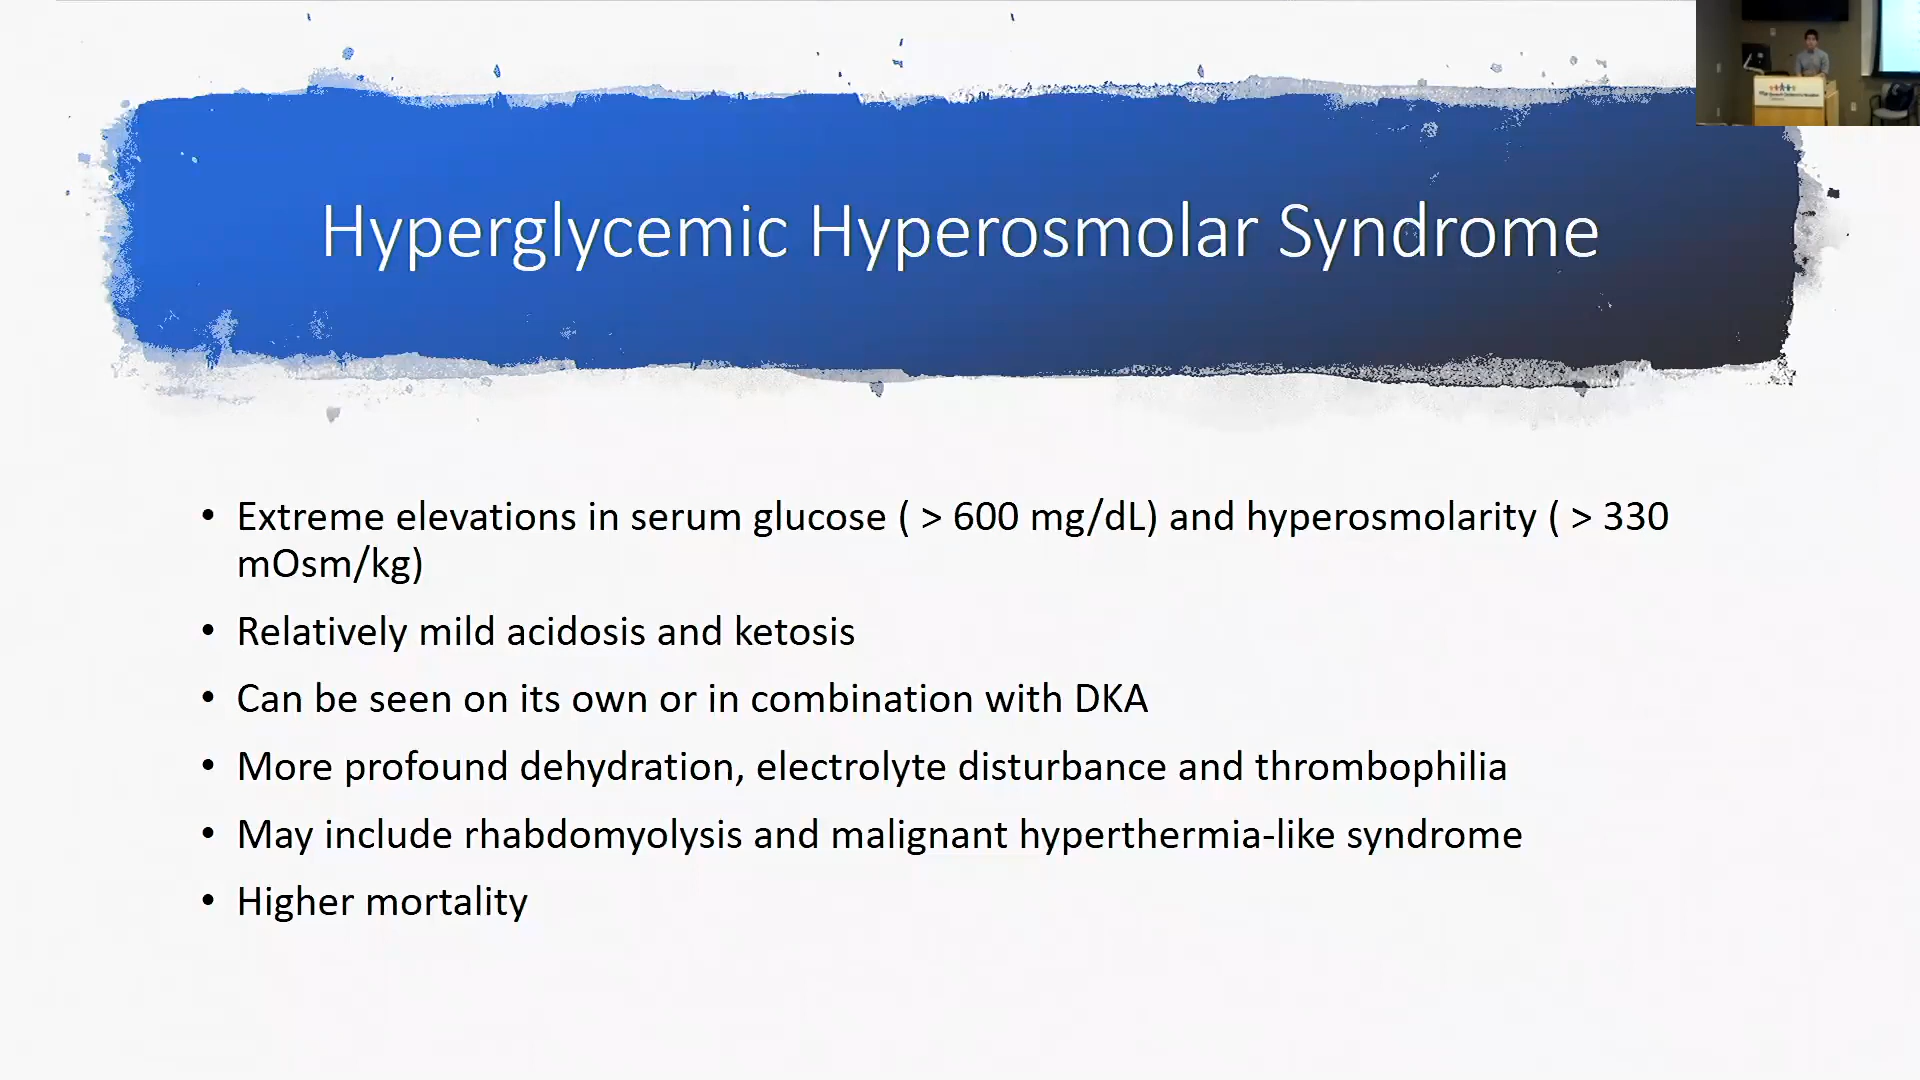 Hyperglycemic Hyperosmolar Syndrome
• Extreme elevations in serum glucose ( > 600 mg/dL) and hyperosmolarity ( > 330
mOsm/kg)
• Relatively mild acidosis and ketosis
• Can be seen on its own or in combination with DKA
• More profound dehydration, electrolyte disturbance and thrombophilia
• May include rhabdomyolysis and malignant hyperthermia-like syndrome
• Higher mortality